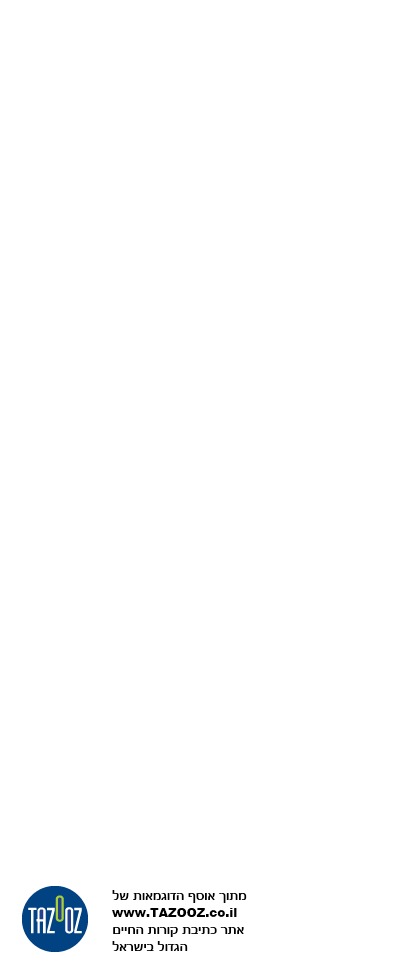 TAZOOZ
מתוך אוסף הדוגמאות של
www.TAZOOZ.co.il
אתר כתיבת קורות החיים
הגדול בישראל